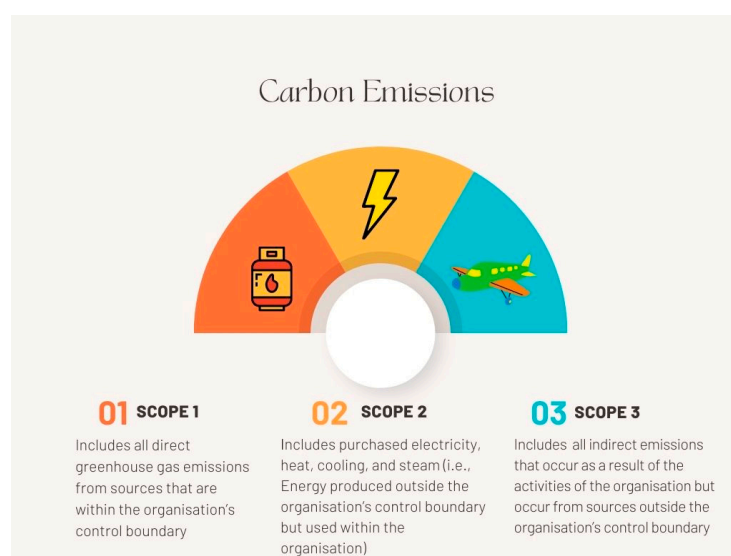 Carbon Emissions
01 SCOPE 1
Includes all direct
greenhouse gas emissions
from sources that are
within the organisation's
control boundary
02 SCOPE 2
Includes purchased electricity,
heat, cooling, and steam (i.e.,
Energy produced outside the
organisation's control boundary
but used within the
organisation)
03 SCOPE 3
Includes all indirect emissions
that occur as a result of the
activities of the organisation but
occur from sources outside the
organisation's control boundary